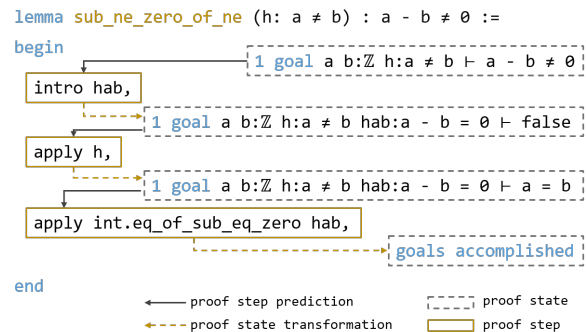 lemma sub_ne_zero_of_ne (h: a ≠ b) : a - b ≠ 0 :=
begin
1 goal a b:ℤ h:a ≠ b ⊢ a - b ≠ 0
intro hab,
1 goal a b:ℤ h:a ≠ b hab:a - b = 0 ⊢ false
apply h,
1 goal a b:ℤ h:a ≠ b hab:a - b = 0 ⊢ a = b
apply int.eq_of_sub_eq_zero hab,
goals accomplished
end
proof step prediction
proof state
proof state transformation
proof step